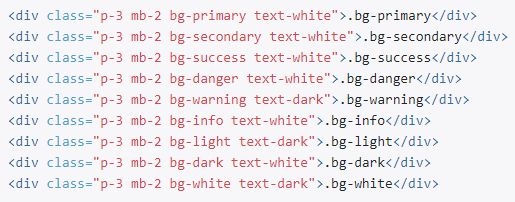 <div class="p-3 mb-2 bg-primary text-white">.bg-primary</div>
<div class="p-3 mb-2 bg-secondary text-white">.bg-secondary</div>
<div class="p-3 mb-2 bg-success text-white">.bg-success</div>
<div class="p-3 mb-2 bg-danger text-white">.bg-danger</div>
<div class="p-3 mb-2 bg-warning text-dark">.bg-warning</div>
<div class="p-3 mb-2 bg-info text-white">.bg-info</div>
<div class="p-3 mb-2 bg-light text-dark">.bg-light</div>
<div class="p-3 mb-2 bg-dark text-white">.bg-dark</div>
<div class="p-3 mb-2 bg-white text-dark">.bg-white</div>